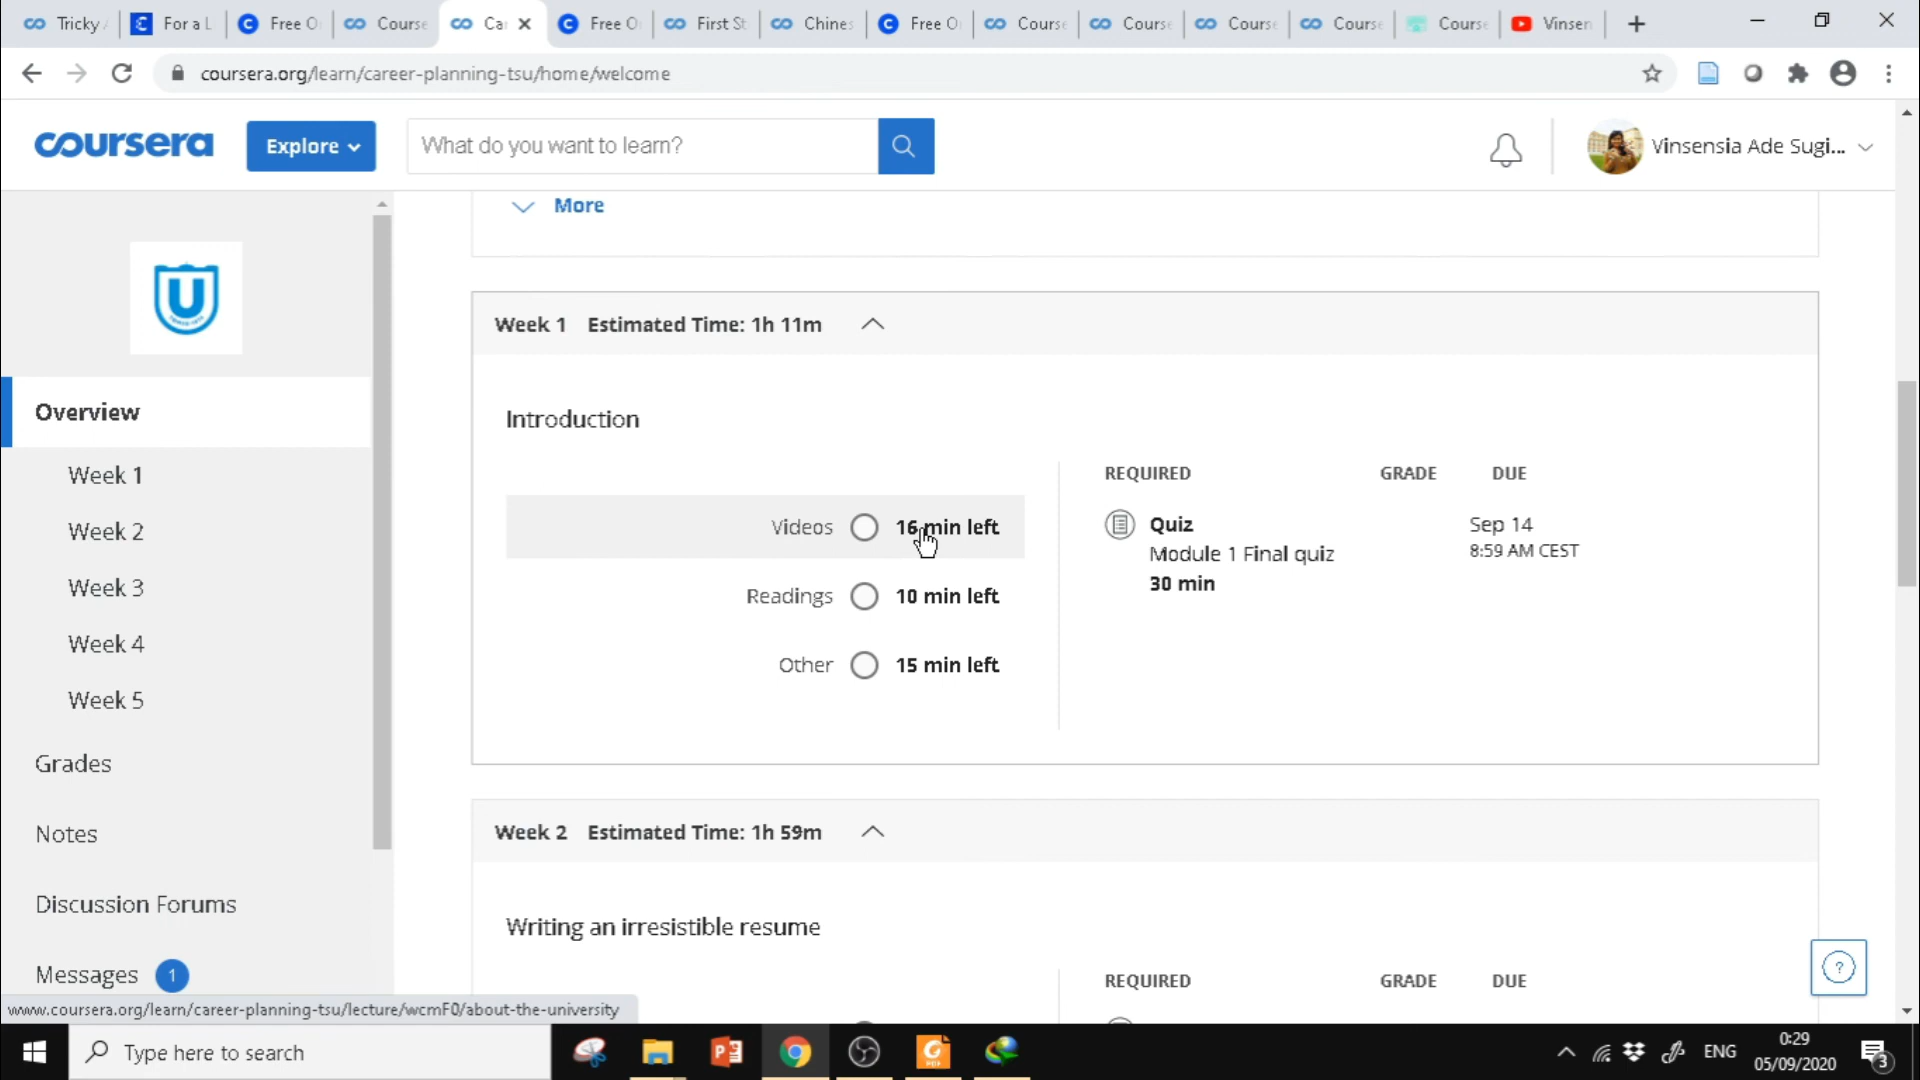 Tricky
For a L
Free O
Course
Car
Free O
First St
Chines
Free O
Course
Course
Course
Course
Course
Vinsen
coursera.org/learn/career-planning-tsu/home/welcome
coursera
Explore
What do you want to learn?
Vinsensia Ade Sugi...
More
U
Overview
Week 1
Week 2
Week 3
Week 4
Week 5
Grades
Notes
Discussion Forums
Messages 1
Week 1 Estimated Time: 1h 11m
Introduction
Videos 16 min left
Readings 10 min left
Other 15 min left
REQUIRED GRADE DUE
Quiz Sep 14
Module 1 Final quiz 8:59 AM CEST
30 min
Week 2 Estimated Time: 1h 59m
Writing an irresistible resume
REQUIRED GRADE DUE
?
www.coursera.org/learn/career-planning-tsu/lecture/wcmF0/about-the-university
Type here to search
ENG
0:29
05/09/2020
3